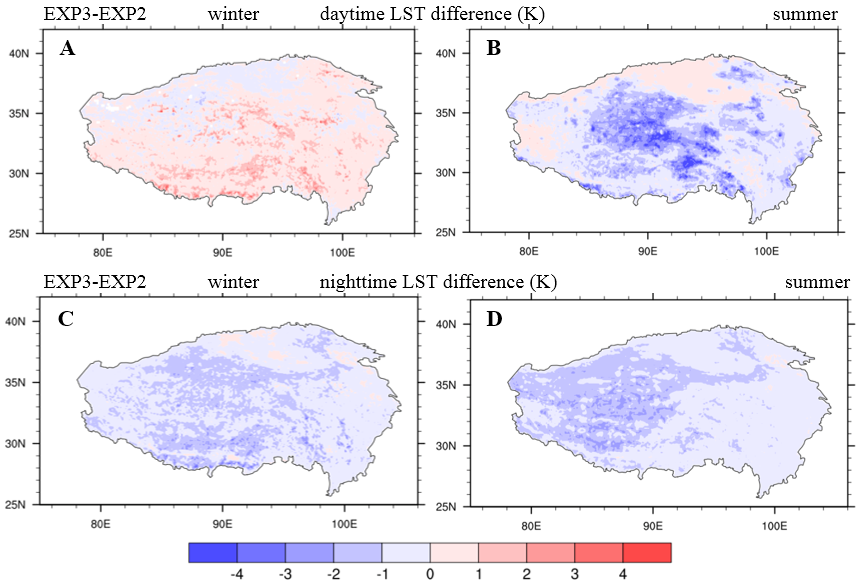 EXP3-EXP2 winter daytime LST difference (K) summer
A B
40N 40N
35N 35N
30N 30N
25N 25N
80E 90E 100E 80E 90E 100E
EXP3-EXP2 winter nighttime LST difference (K) summer
C D
40N 40N
35N 35N
30N 30N
25N 25N
80E 90E 100E 80E 90E 100E
-4 -3 -2 -1 0 1 2 3 4